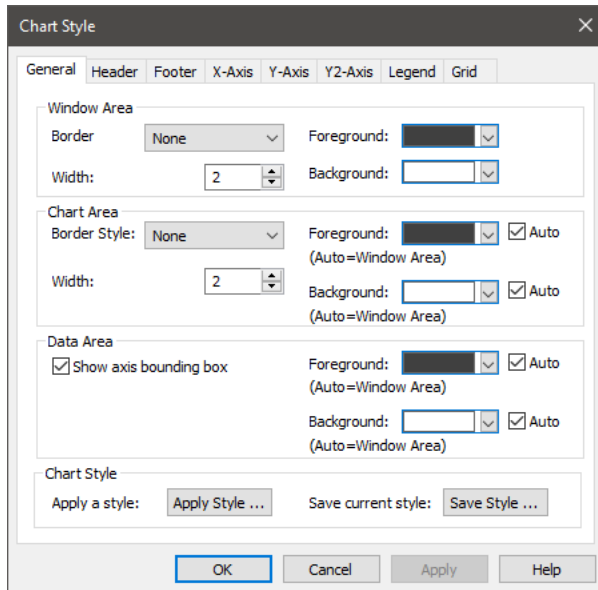 Chart Style
General Header Footer X-Axis Y-Axis Y2-Axis Legend Grid
Window Area
Border None Foreground:
Width: 2 Background:
Chart Area
Border Style: None Foreground: Auto
(Auto=Window Area)
Width: 2 Background: Auto
(Auto=Window Area)
Data Area
Show axis bounding box Foreground: Auto
(Auto=Window Area)
Background: Auto
(Auto=Window Area)
Chart Style
Apply a style: Apply Style ... Save current style: Save Style ...
OK Cancel Apply Help